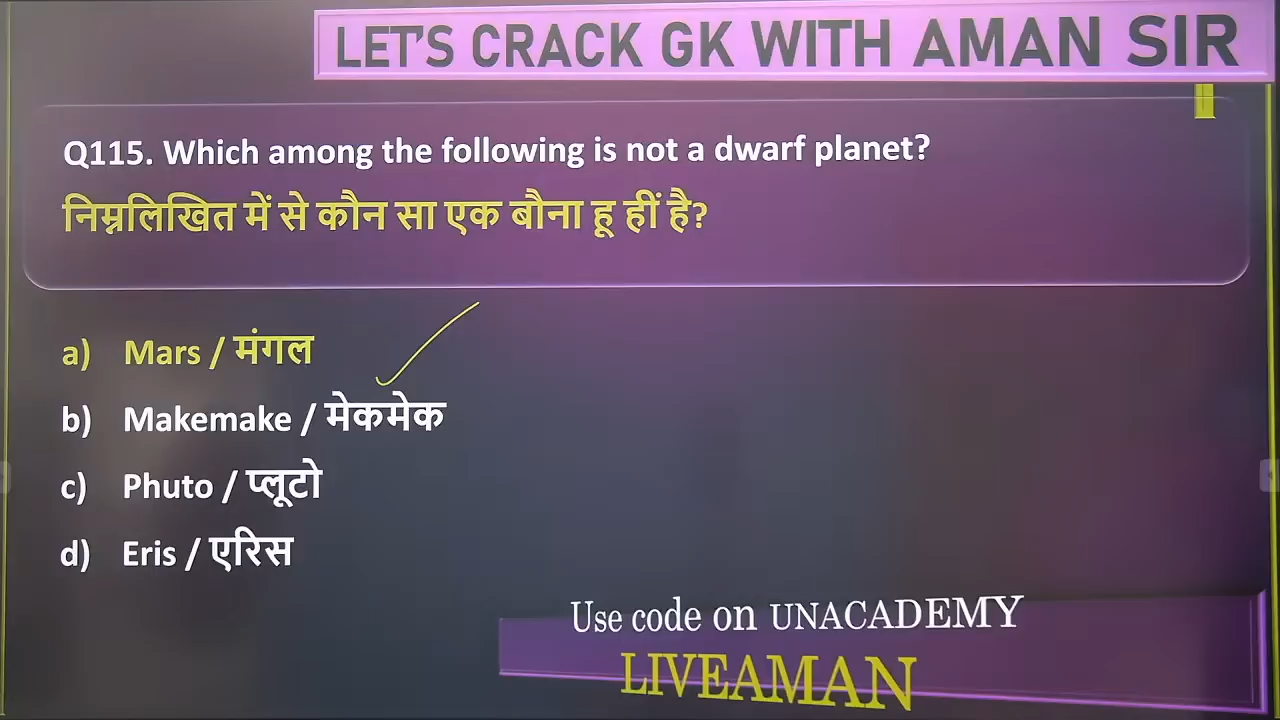 LET'S CRACK GK WITH AMAN SIR
Q115. Which among the following is not a dwarf planet?
निम्नलिखित में से कौन सा एक बौना हू हीं है?
a) Mars / मंगल
b) Makemake / मेकमेक
c) Phuto / प्लूटो
d) Eris / एरिस
Use code on UNACADEMY
LIVEAMAN